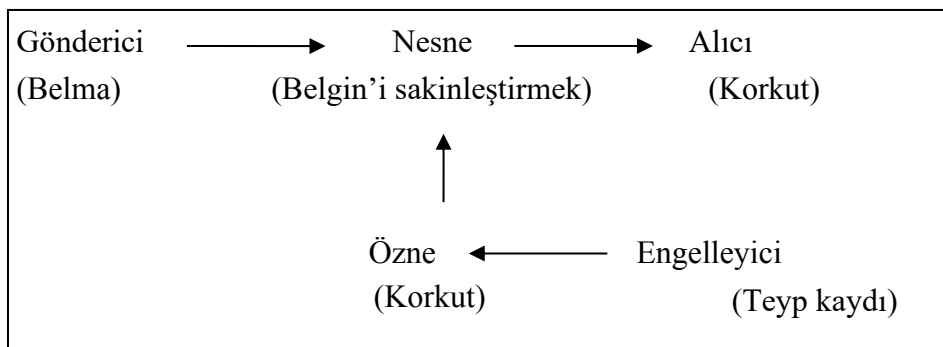 Gönderici Nesne Alıcı
(Belma) (Belgin’i sakinleştirmek) (Korkut)
Özne Engelleyici
(Korkut) (Teyp kaydı)